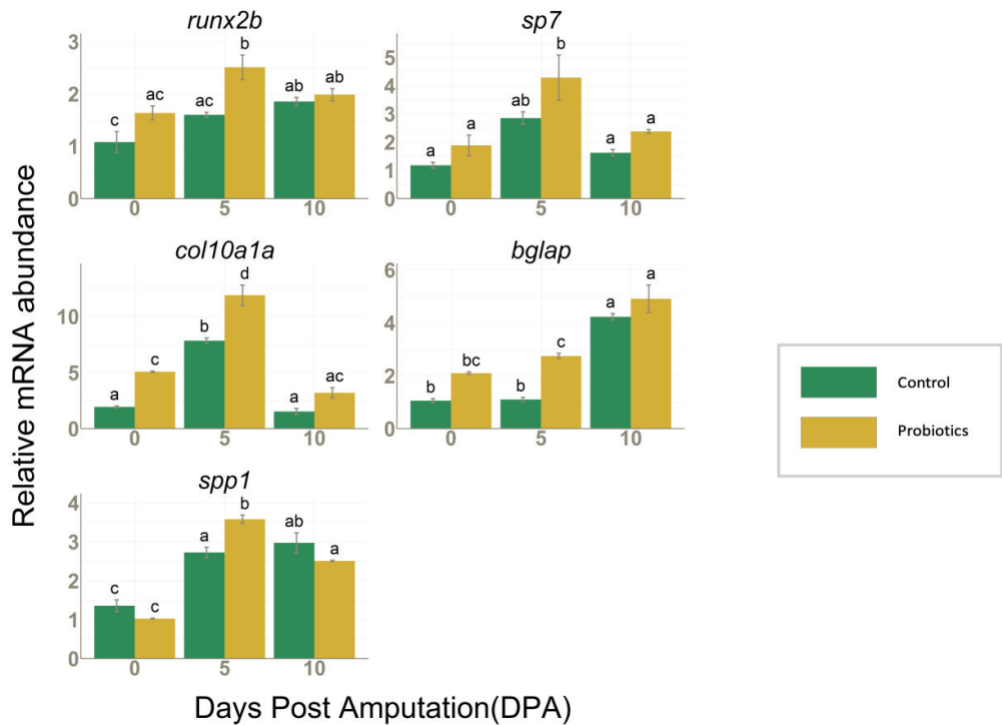 runx2b
sp7
3
2
1
0
c
ac
ac
b
ab
ab
0
5
10
5
4
3
2
1
0
a
a
ab
b
a
a
0
5
10
col10a1a
bglap
10
5
0
a
c
b
d
a
ac
0
5
10
6
4
2
0
b
bc
b
c
a
a
0
5
10
spp1
4
3
2
1
0
c
c
a
b
ab
a
0
5
10
Relative mRNA abundance
Days Post Amputation(DPA)
Control
Probiotics